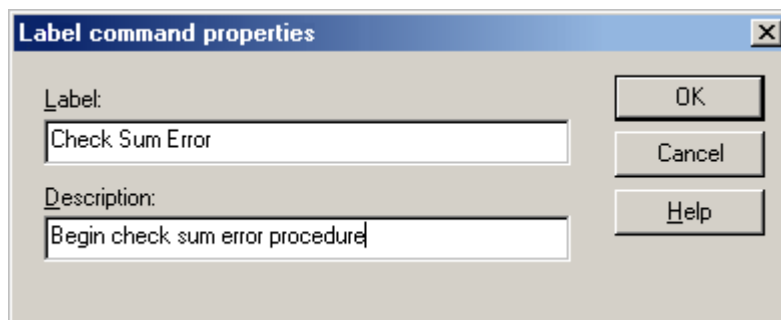 Label command properties
Label:
Check Sum Error
Description:
Begin check sum error procedure
OK
Cancel
Help